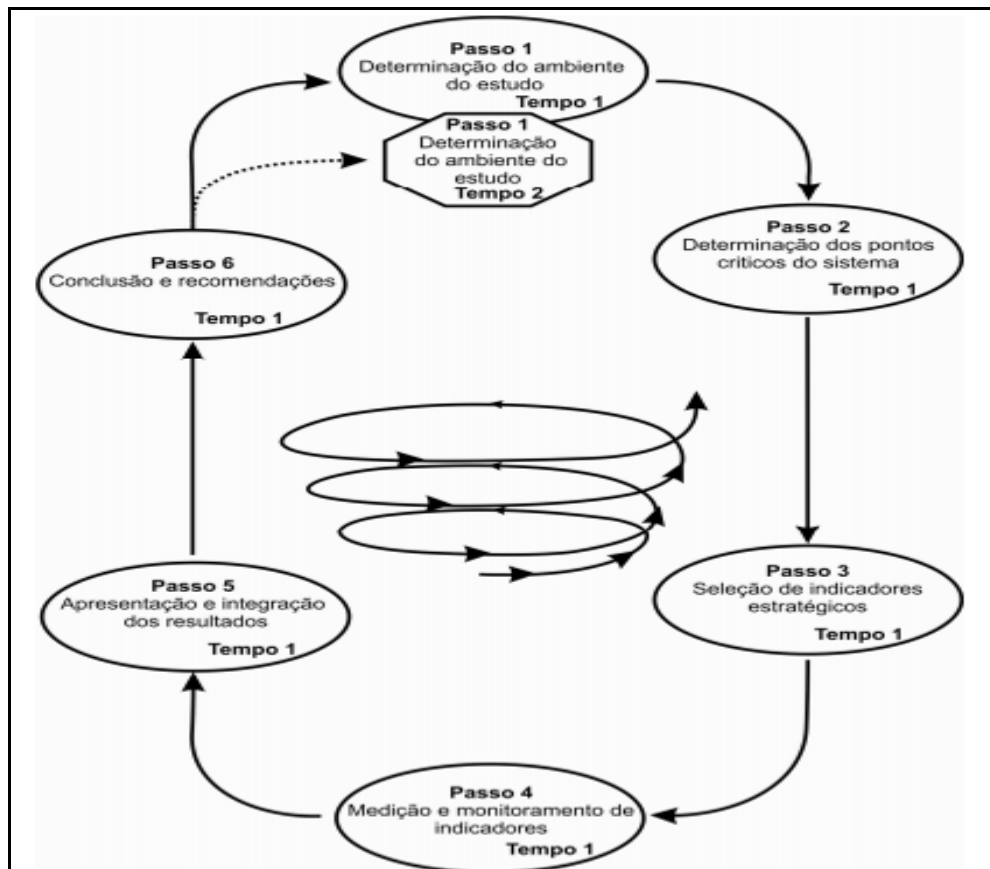 Passo 1
Determinação do ambiente
do estudo
Tempo 1
Passo 1
Determinação
do ambiente do
estudo
Tempo 2
Passo 2
Determinação dos pontos
criticos do sistema
Tempo 1
Passo 3
Seleção de indicadores
estratégicos
Tempo 1
Passo 4
Medição e monitoramento de
indicadores
Tempo 1
Passo 5
Apresentação e integração
dos resultados
Tempo 1
Passo 6
Conclusão e recomendações
Tempo 1